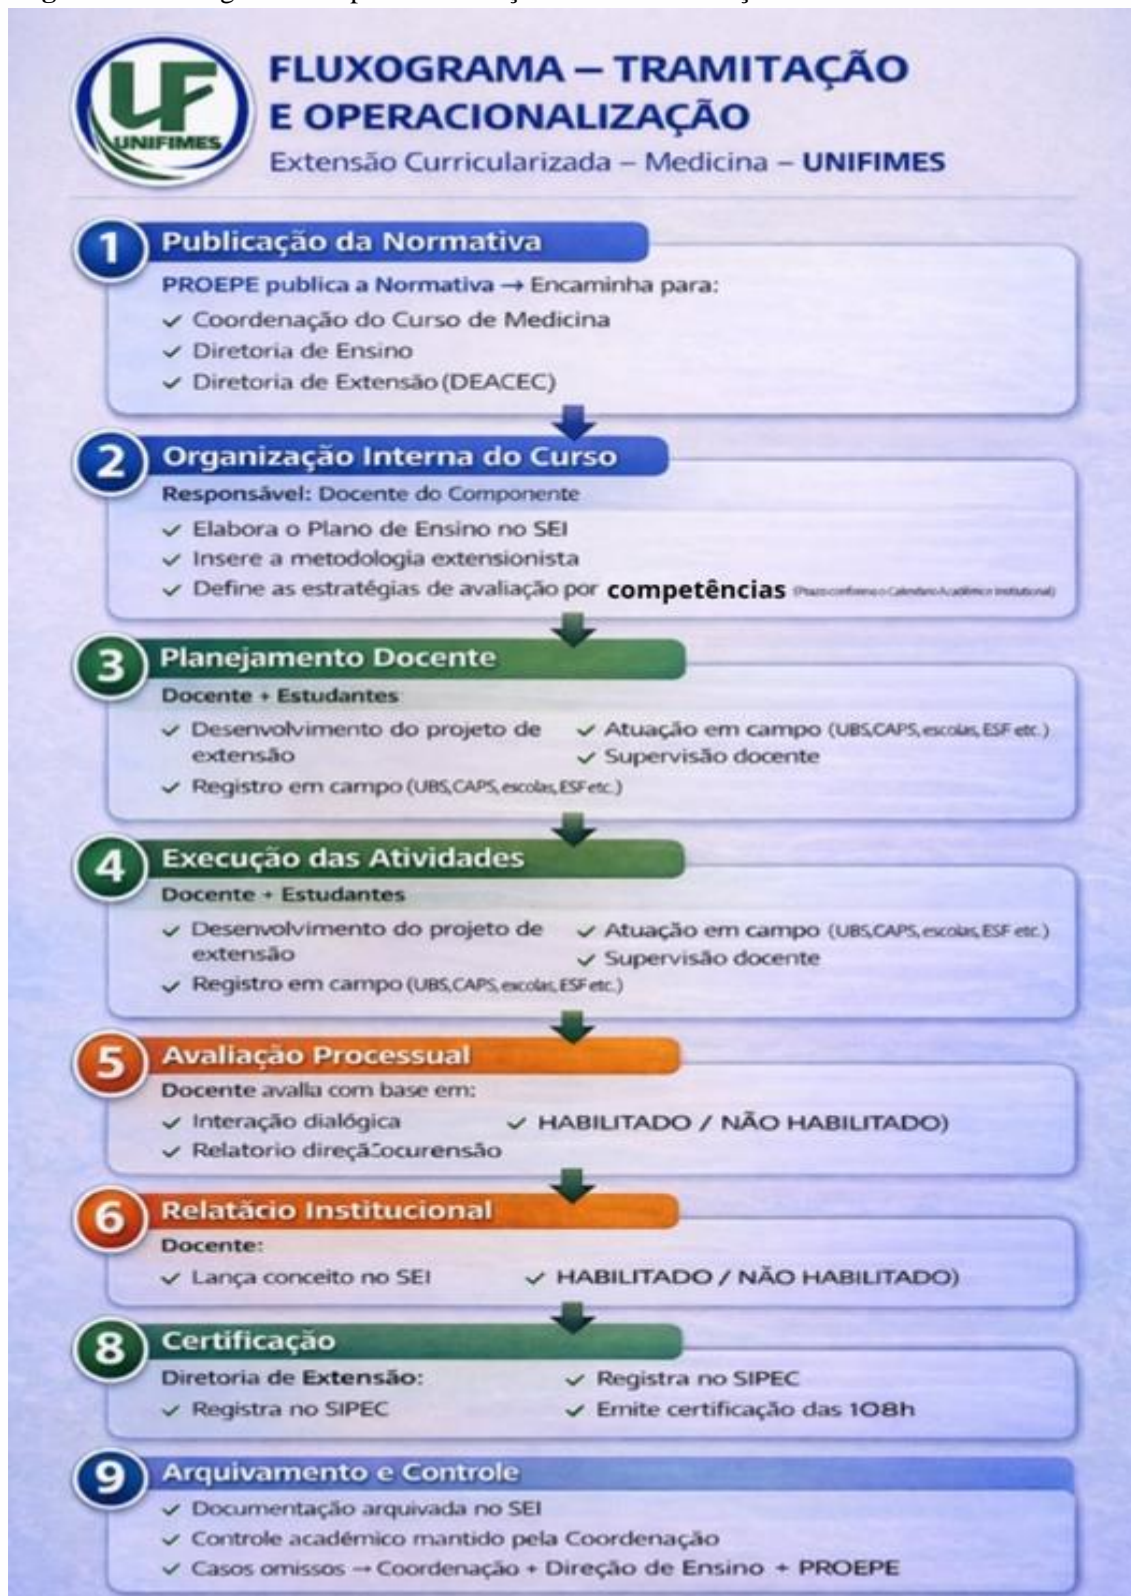 UF
UNIFIMES
FLUXOGRAMA – TRAMITAÇÃO
E OPERACIONALIZAÇÃO
Extensão Curricularizada – Medicina – UNIFIMES
1 Publicação da Normativa
PROEPE publica a Normativa → Encaminha para:
✓ Coordenação do Curso de Medicina
✓ Diretoria de Ensino
✓ Diretoria de Extensão (DEACEC)
2 Organização Interna do Curso
Responsável: Docente do Componente
✓ Elabora o Plano de Ensino no SEI
✓ Insere a metodologia extensionista
✓ Define as estratégias de avaliação por competências (Prazo conforme o Calendário Acadêmico Institucional)
3 Planejamento Docente
Docente + Estudantes
✓ Desenvolvimento do projeto de
extensão
✓ Registro em campo (UBS,CAPS, escolas, ESF etc.)
✓ Atuação em campo (UBS,CAPS, escolas, ESF etc.)
✓ Supervisão docente
4 Execução das Atividades
Docente + Estudantes
✓ Desenvolvimento do projeto de
extensão
✓ Registro em campo (UBS,CAPS, escolas, ESF etc.)
✓ Atuação em campo (UBS,CAPS, escolas, ESF etc.)
✓ Supervisão docente
5 Avaliação Processual
Docente avalia com base em:
✓ Interação dialógica
✓ HABILITADO / NÃO HABILITADO)
✓ Relatorio
6 Relatăcio Institucional
Docente:
✓ Lança conceito no SEI
✓ HABILITADO / NÃO HABILITADO)
8 Certificação
Diretoria de Extensão:
✓ Registra no SIPEC
✓ Registra no SIPEC
✓ Emite certificação das 108h
9 Arquivamento e Controle
✓ Documentação arquivada no SEI
✓ Controle académico mantido pela Coordenação
✓ Casos omissos → Coordenação + Direção de Ensino + PROEPE